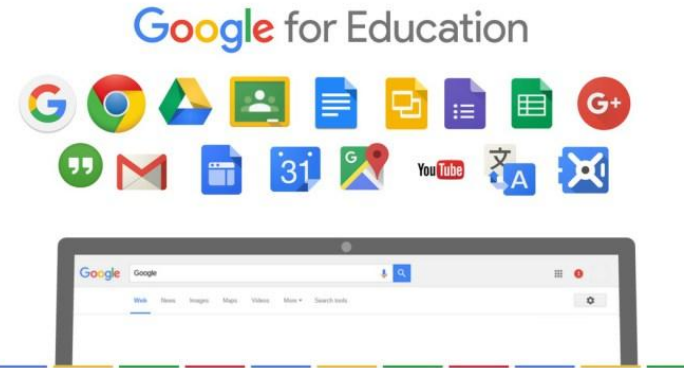 Google for Education
G
G+
G
31
You Tube
文 A
Google Google
Web News Images Maps Videos More Search tools